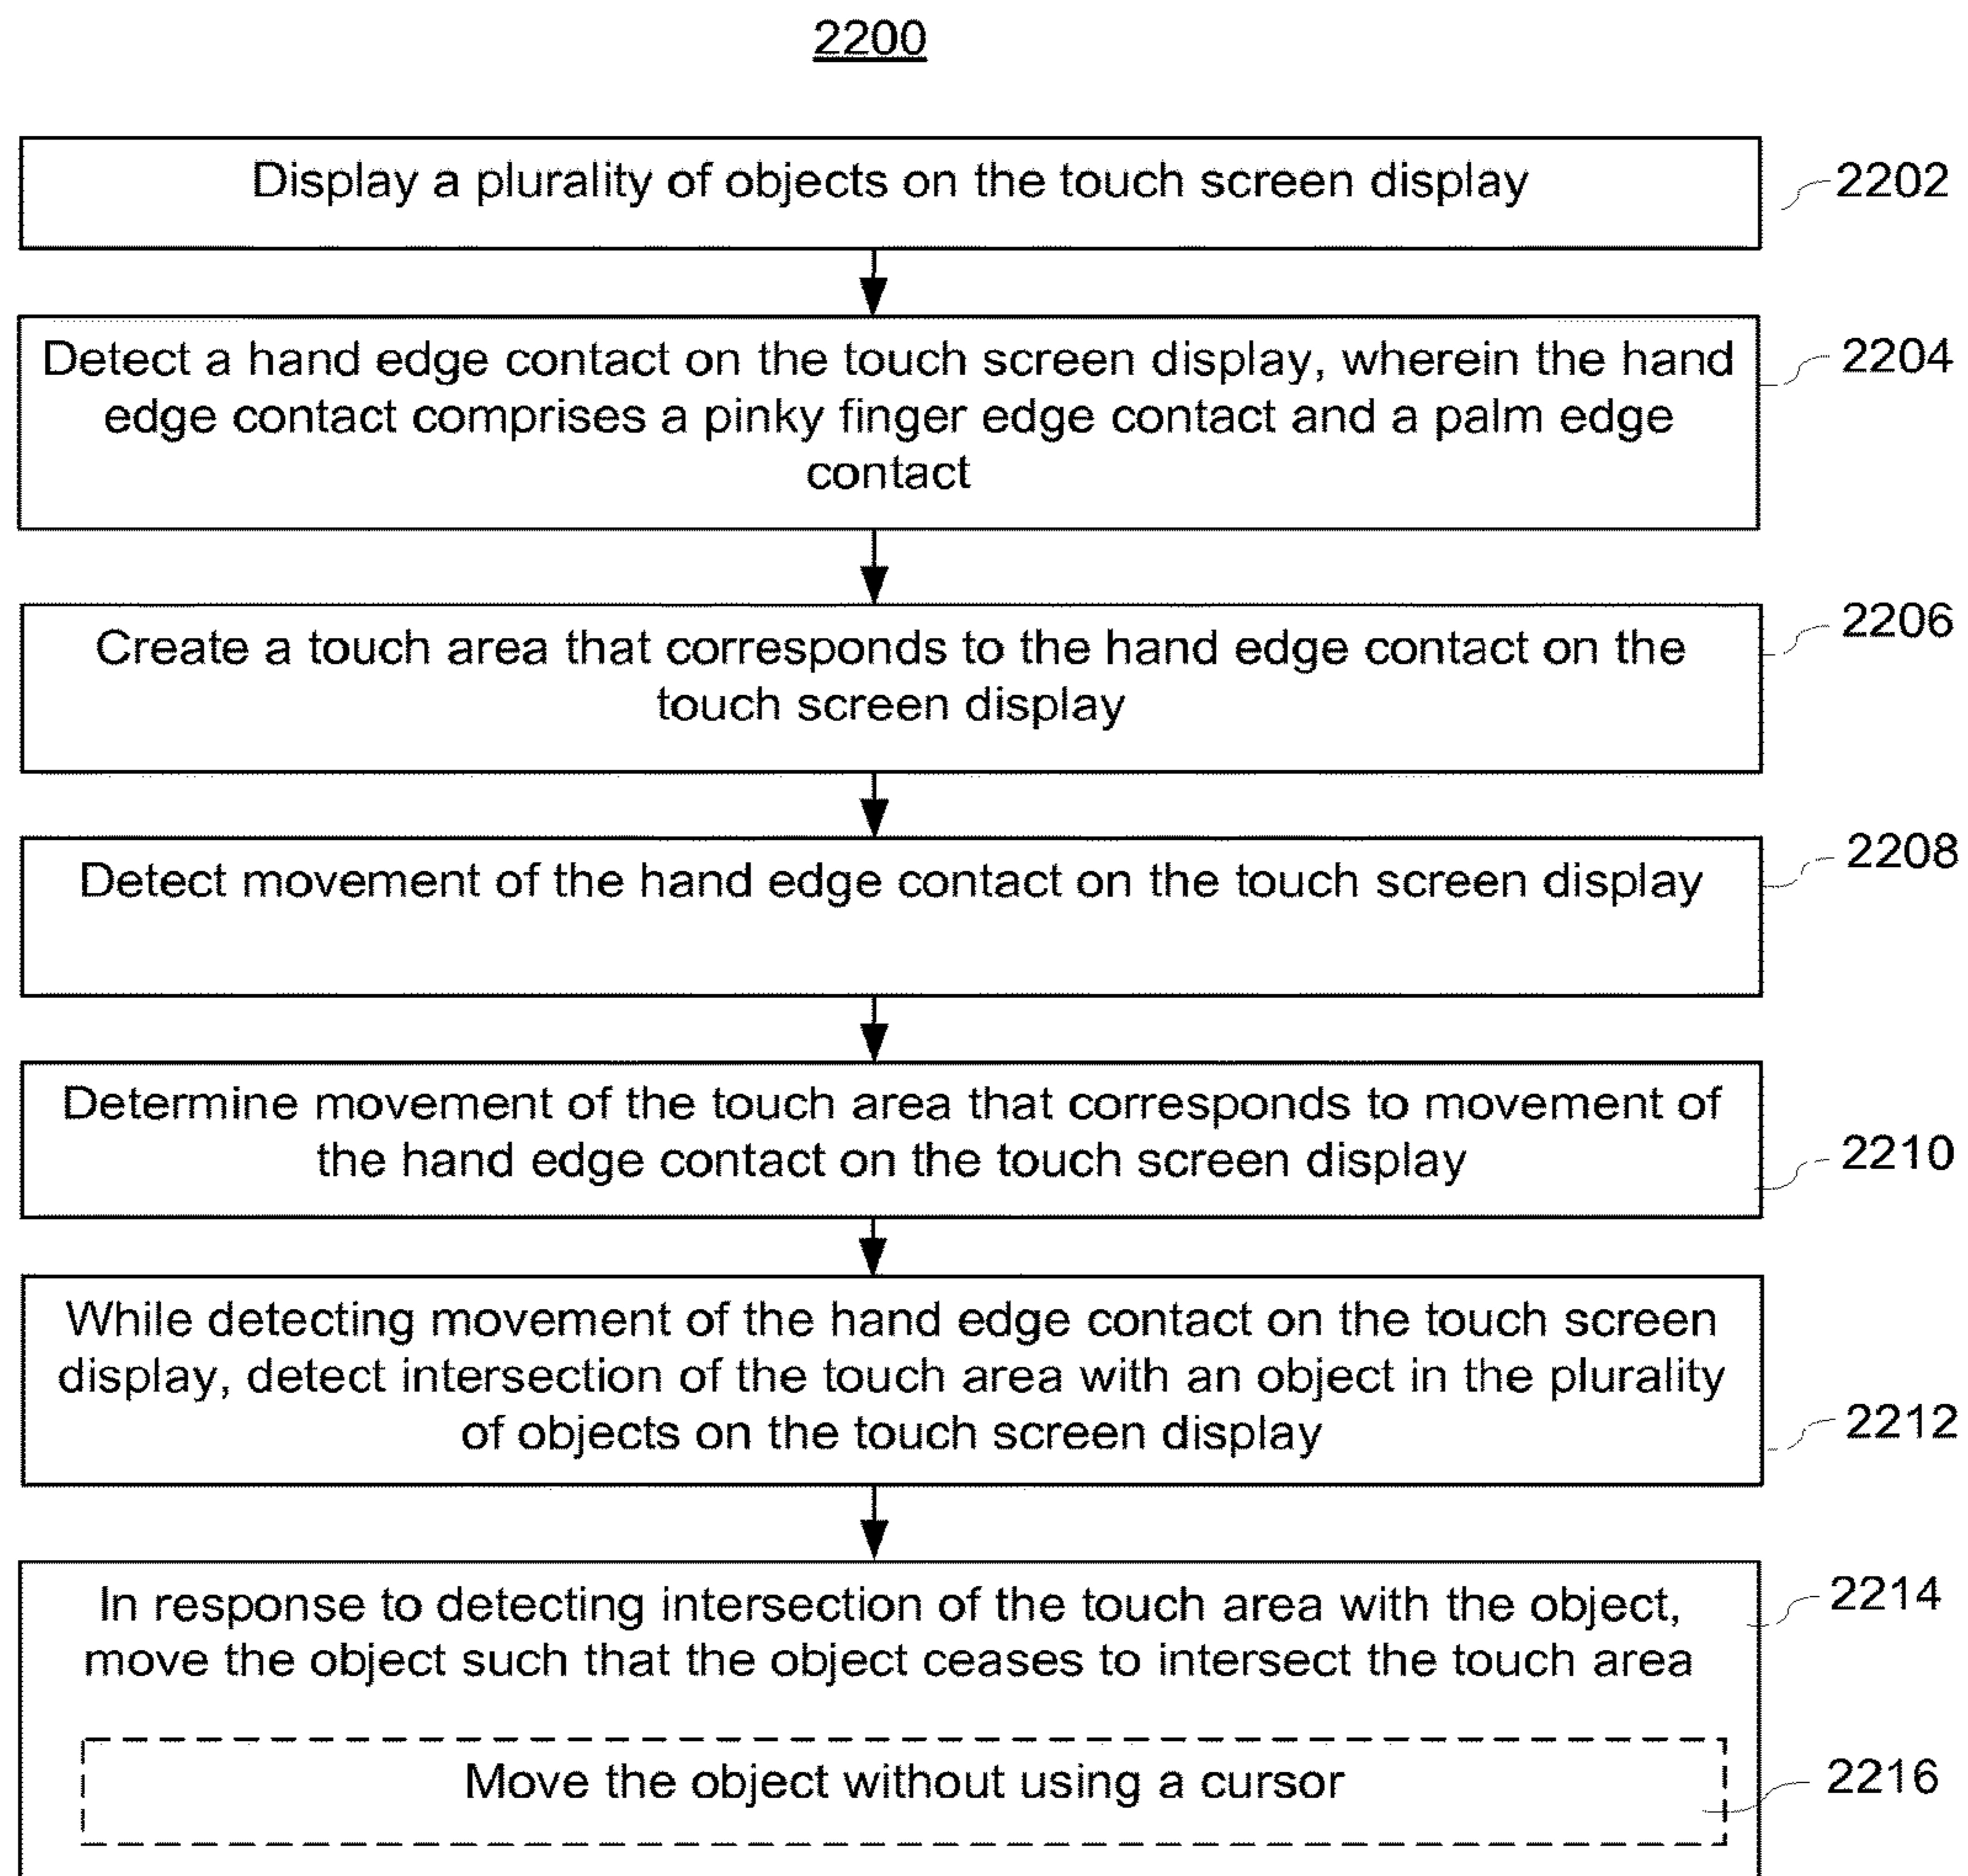 2200
Display a plurality of objects on the touch screen display
2202
Detect a hand edge contact on the touch screen display, wherein the hand
edge contact comprises a pinky finger edge contact and a palm edge
contact
2204
Create a touch area that corresponds to the hand edge contact on the
touch screen display
2206
Detect movement of the hand edge contact on the touch screen display
2208
Determine movement of the touch area that corresponds to movement of
the hand edge contact on the touch screen display
2210
While detecting movement of the hand edge contact on the touch screen
display, detect intersection of the touch area with an object in the plurality
of objects on the touch screen display
2212
In response to detecting intersection of the touch area with the object,
move the object such that the object ceases to intersect the touch area
2214
Move the object without using a cursor
2216